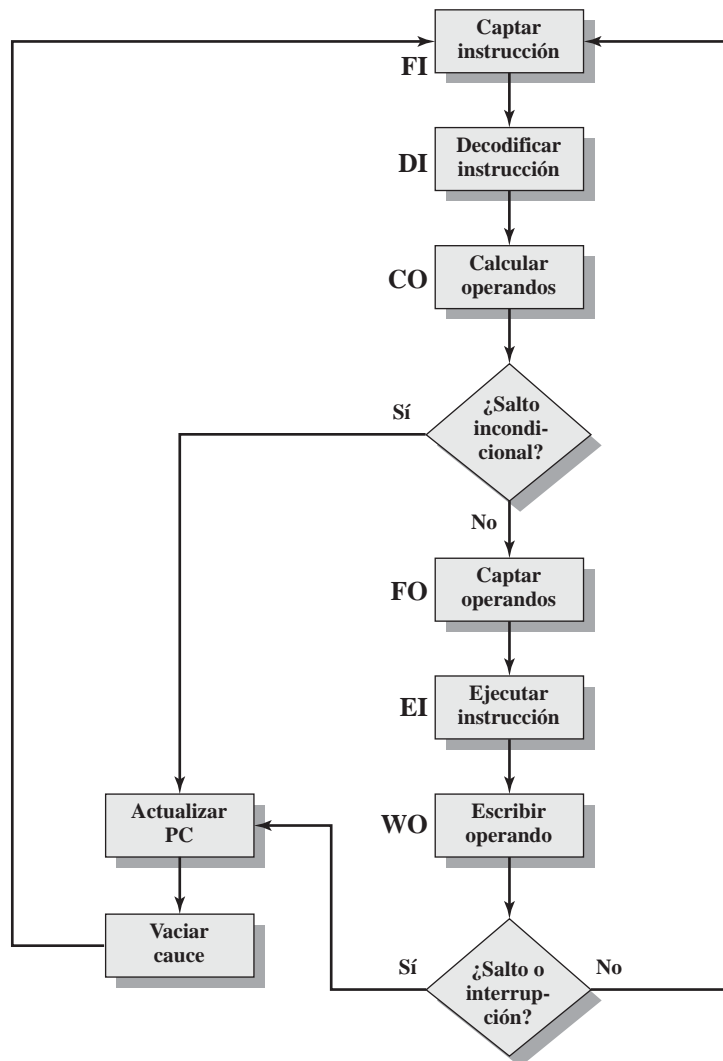 Captar
instrucción
FI
Decodificar
instrucción
DI
Calcular
operandos
CO
¿Salto
incondi-
cional?
Sí
No
Captar
operandos
FO
Ejecutar
instrucción
EI
Escribir
operando
WO
Actualizar
PC
Vaciar
cauce
¿Salto o
interrup-
ción?
Sí
No